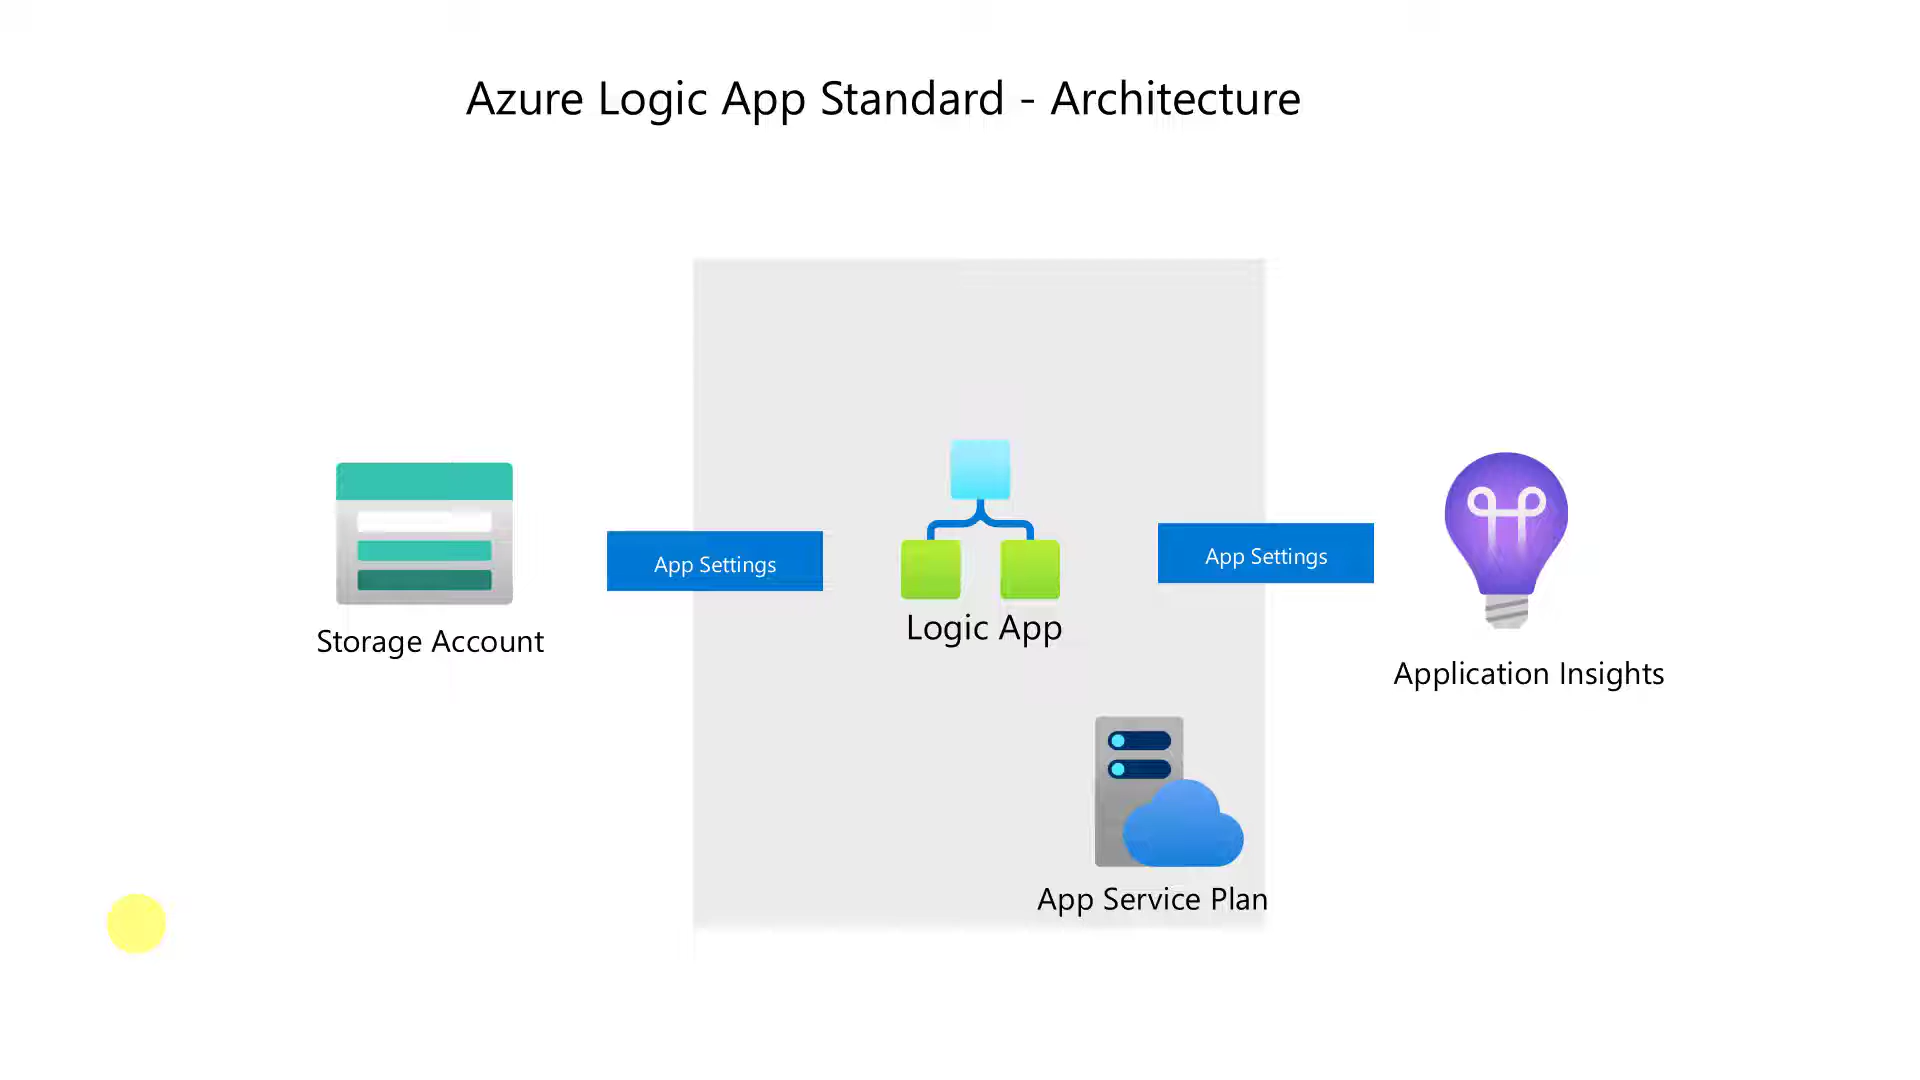 Azure Logic App Standard - Architecture
App Settings
App Settings
Logic App
Storage Account
Application Insights
App Service Plan